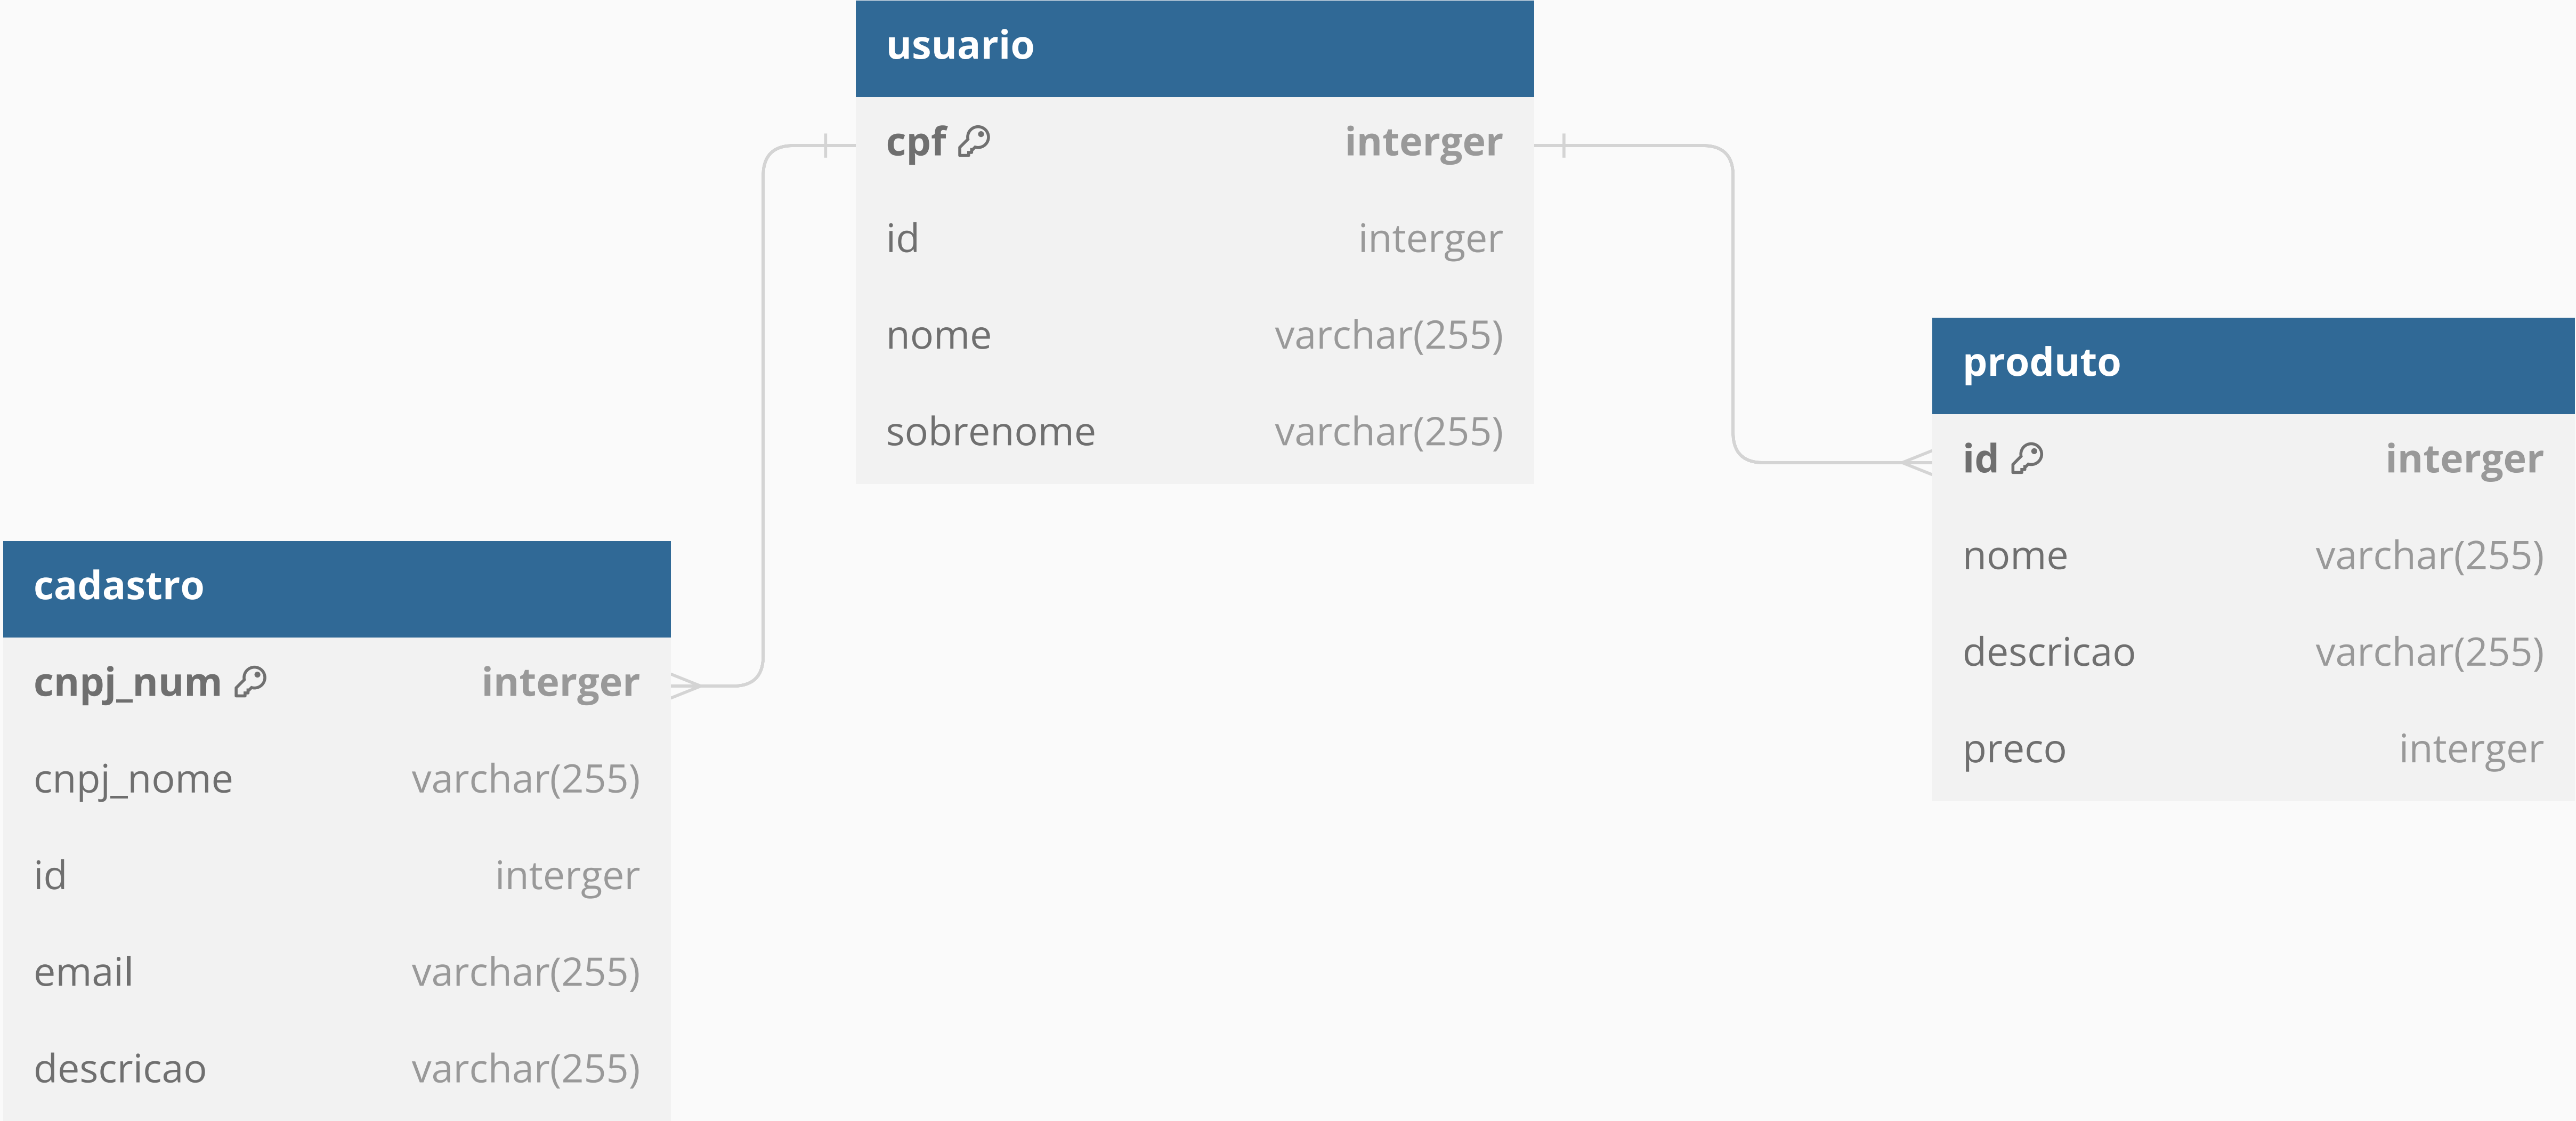 usuario
cpf interger
id interger
nome varchar(255)
sobrenome varchar(255)
produto
id interger
nome varchar(255)
descricao varchar(255)
preco interger
cadastro
cnpj_num interger
cnpj_nome varchar(255)
id interger
email varchar(255)
descricao varchar(255)